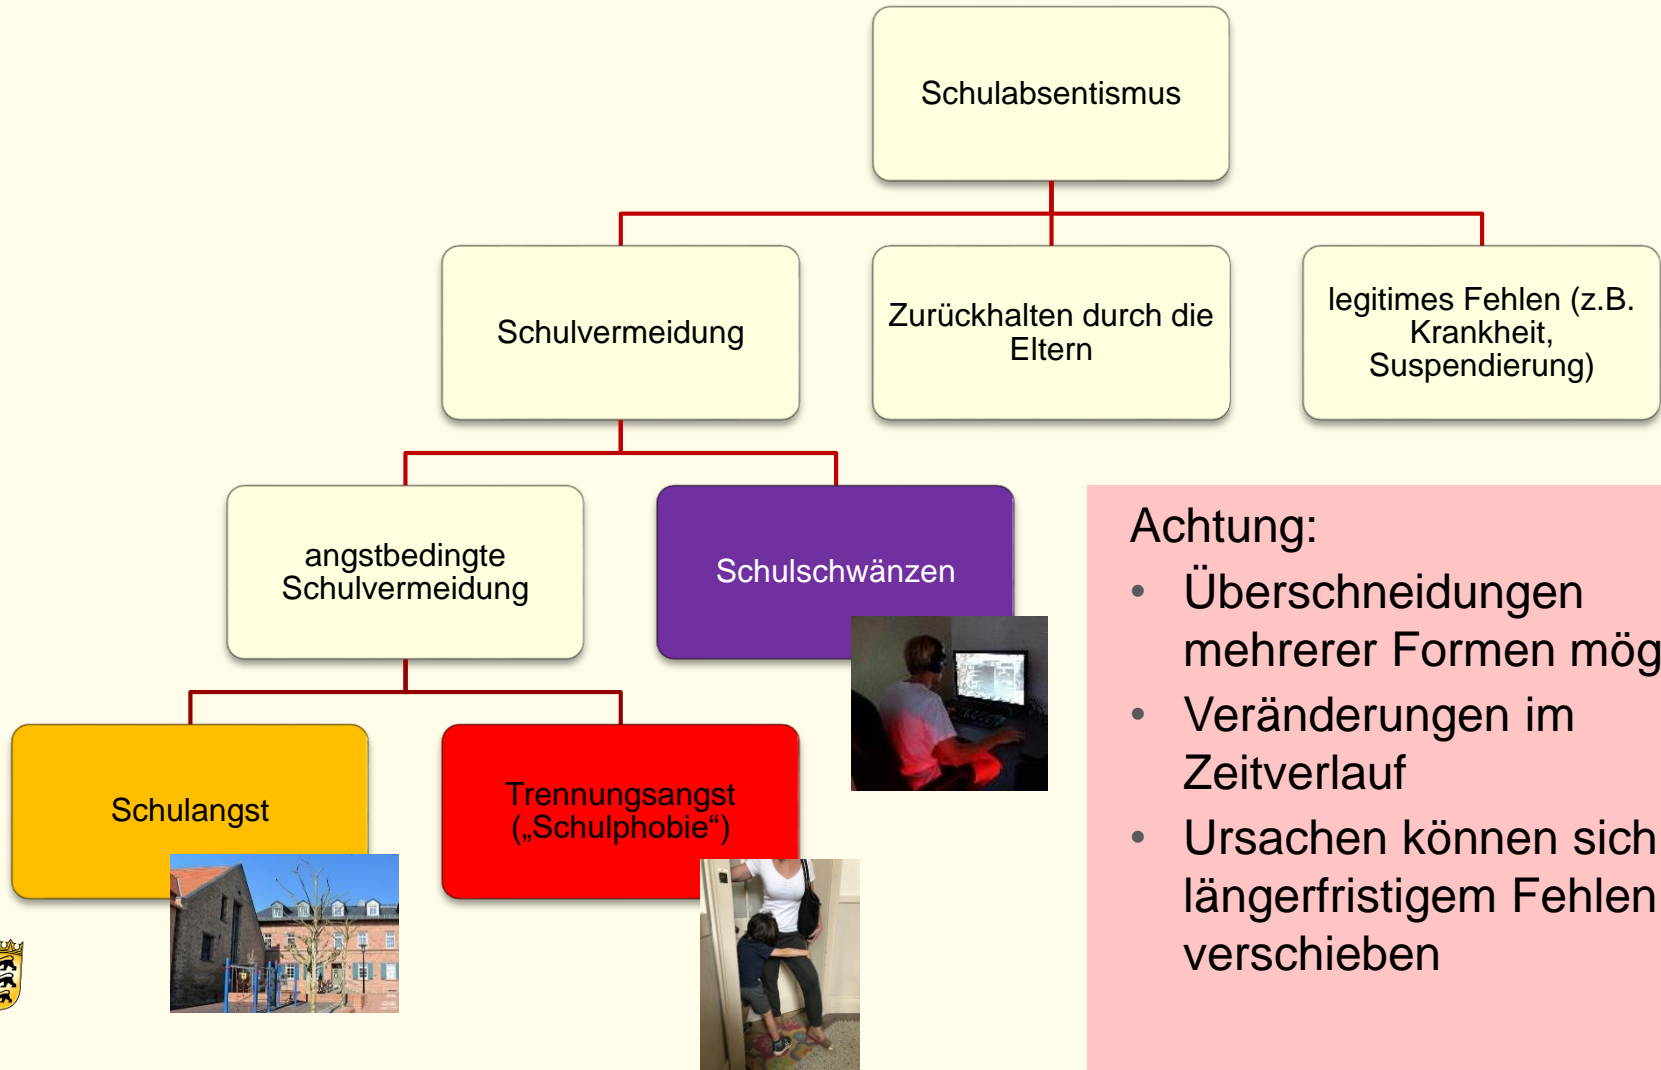 Schulabsentismus
Schulvermeidung
Zurückhalten durch die
Eltern
legitimes Fehlen (z.B.
Krankheit,
Suspendierung)
angstbedingte
Schulvermeidung
Schulschwänzen
Schulangst
Trennungsangst
(„Schulphobie“)
Achtung:
• Überschneidungen
mehrerer Formen mög
• Veränderungen im
Zeitverlauf
• Ursachen können sich
längerfristigem Fehlen
verschieben